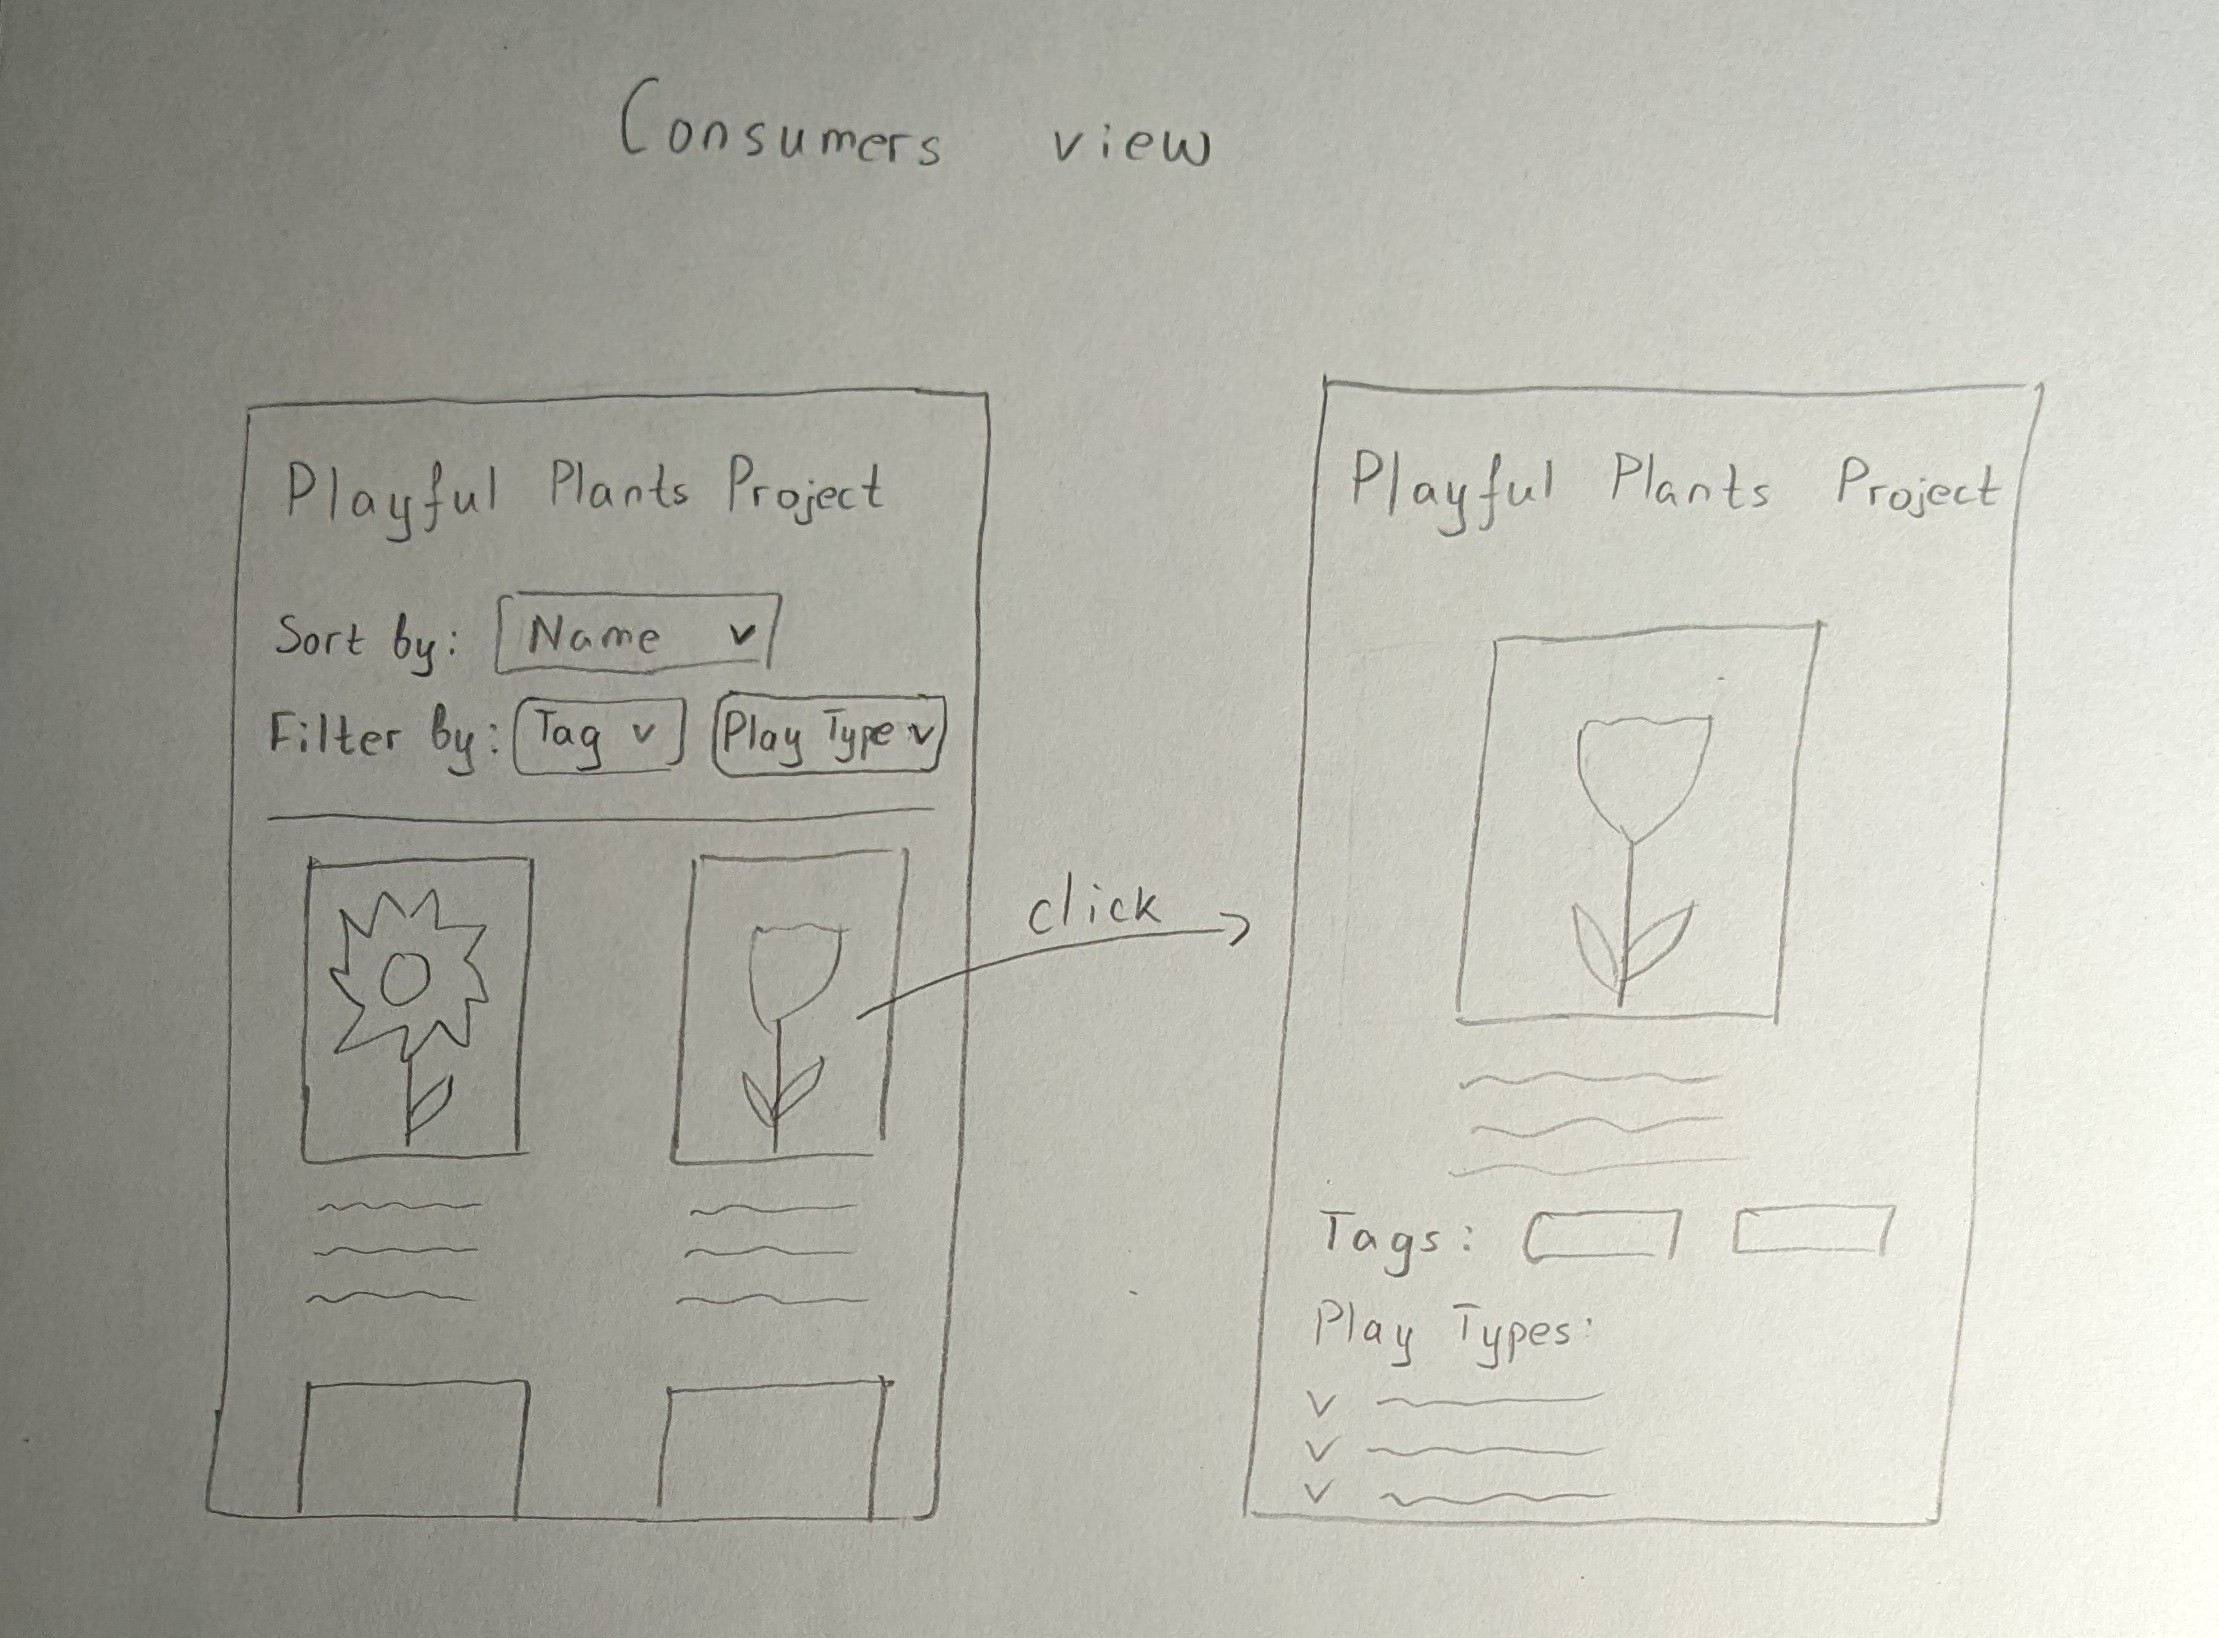 Consumers view
Playful Plants Project
Sort by: Name
Filter by: Tag Play Type
click
Playful Plants Project
Tags:
Play Types: